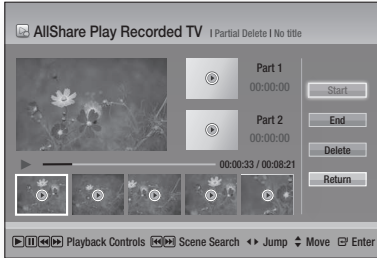 AllShare Play Recorded TV | Partial Delete | No title
Part 1
00:00:00
Start
Part 2
00:00:00
End
Delete
00:00:33 / 00:08:21
Return
Playback Controls Scene Search Jump Move Enter